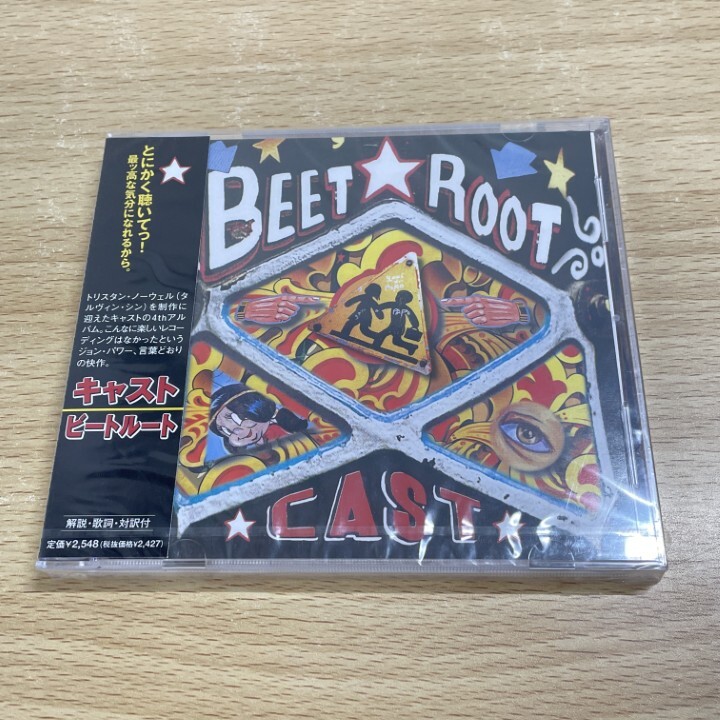 とにかく聴いてっ!
最ッ高な気分になれるから。
トリスタン・ノーウェル(タ
ルヴィン・シン)を制作に
迎えたキャストの4thアル
バム。こんなに楽しいレコー
ディングはなかったという
ジョン・パワー、言葉どおり
の快作。
キャスト
ビートルート
解説・歌詞・対訳付
定価¥2,548(税抜価格¥2,427)
BEET ROOT
CAST